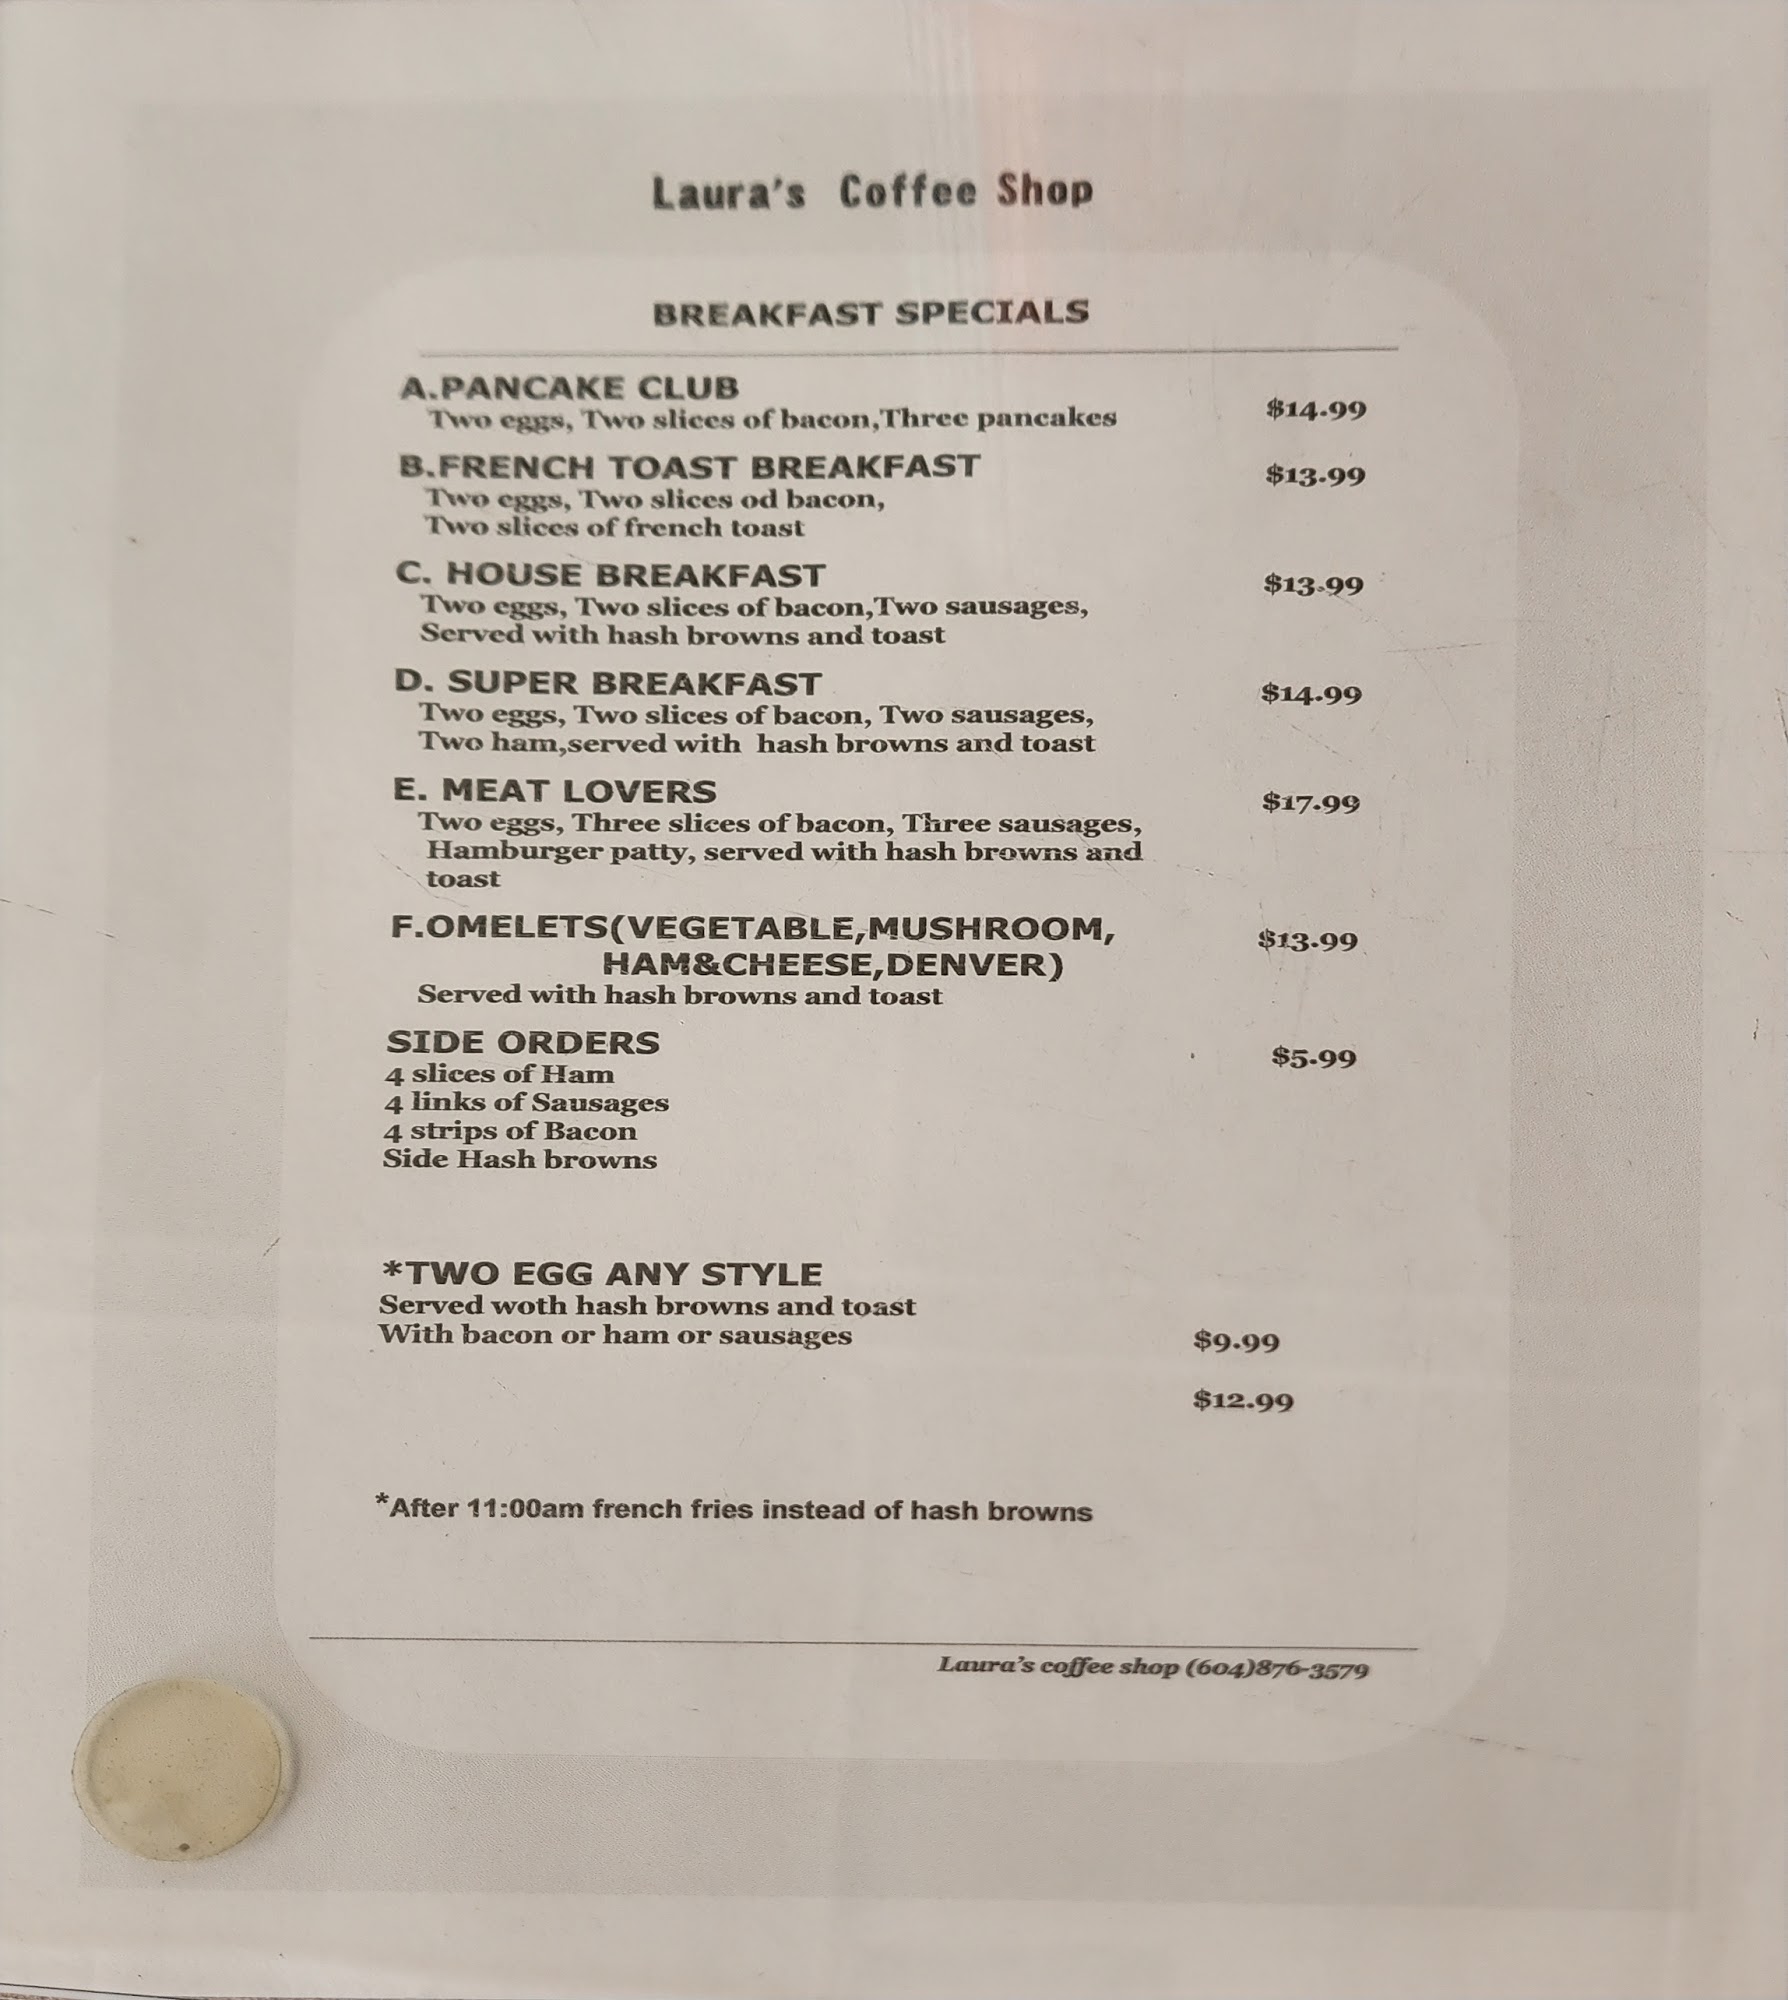 Laura's Coffee Shop
BREAKFAST SPECIALS
A.PANCAKE CLUB
Two eggs, Two slices of bacon,Three pancakes $14.99
B.FRENCH TOAST BREAKFAST $13.99
Two eggs, Two slices od bacon,
Two slices of french toast
C. HOUSE BREAKFAST $13.99
Two eggs, Two slices of bacon,Two sausages,
Served with hash browns and toast
D. SUPER BREAKFAST $14.99
Two eggs, Two slices of bacon, Two sausages,
Two ham,served with hash browns and toast
E. MEAT LOVERS $17.99
Two eggs, Three slices of bacon, Three sausages,
Hamburger patty, served with hash browns and
toast
F.OMELETS(VEGETABLE,MUSHROOM, $13.99
HAM&CHEESE,DENVER)
Served with hash browns and toast
SIDE ORDERS $5.99
4 slices of Ham
4 links of Sausages
4 strips of Bacon
Side Hash browns
*TWO EGG ANY STYLE
Served woth hash browns and toast
With bacon or ham or sausages $9.99
$12.99
*After 11:00am french fries instead of hash browns
Laura's coffee shop (604)876-3579